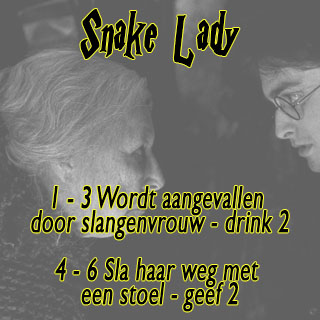 Snake Lady
1 - 3 Wordt aangevallen
door slangenvrouw - drink 2
4 - 6 Sla haar weg met
een stoel - geef 2